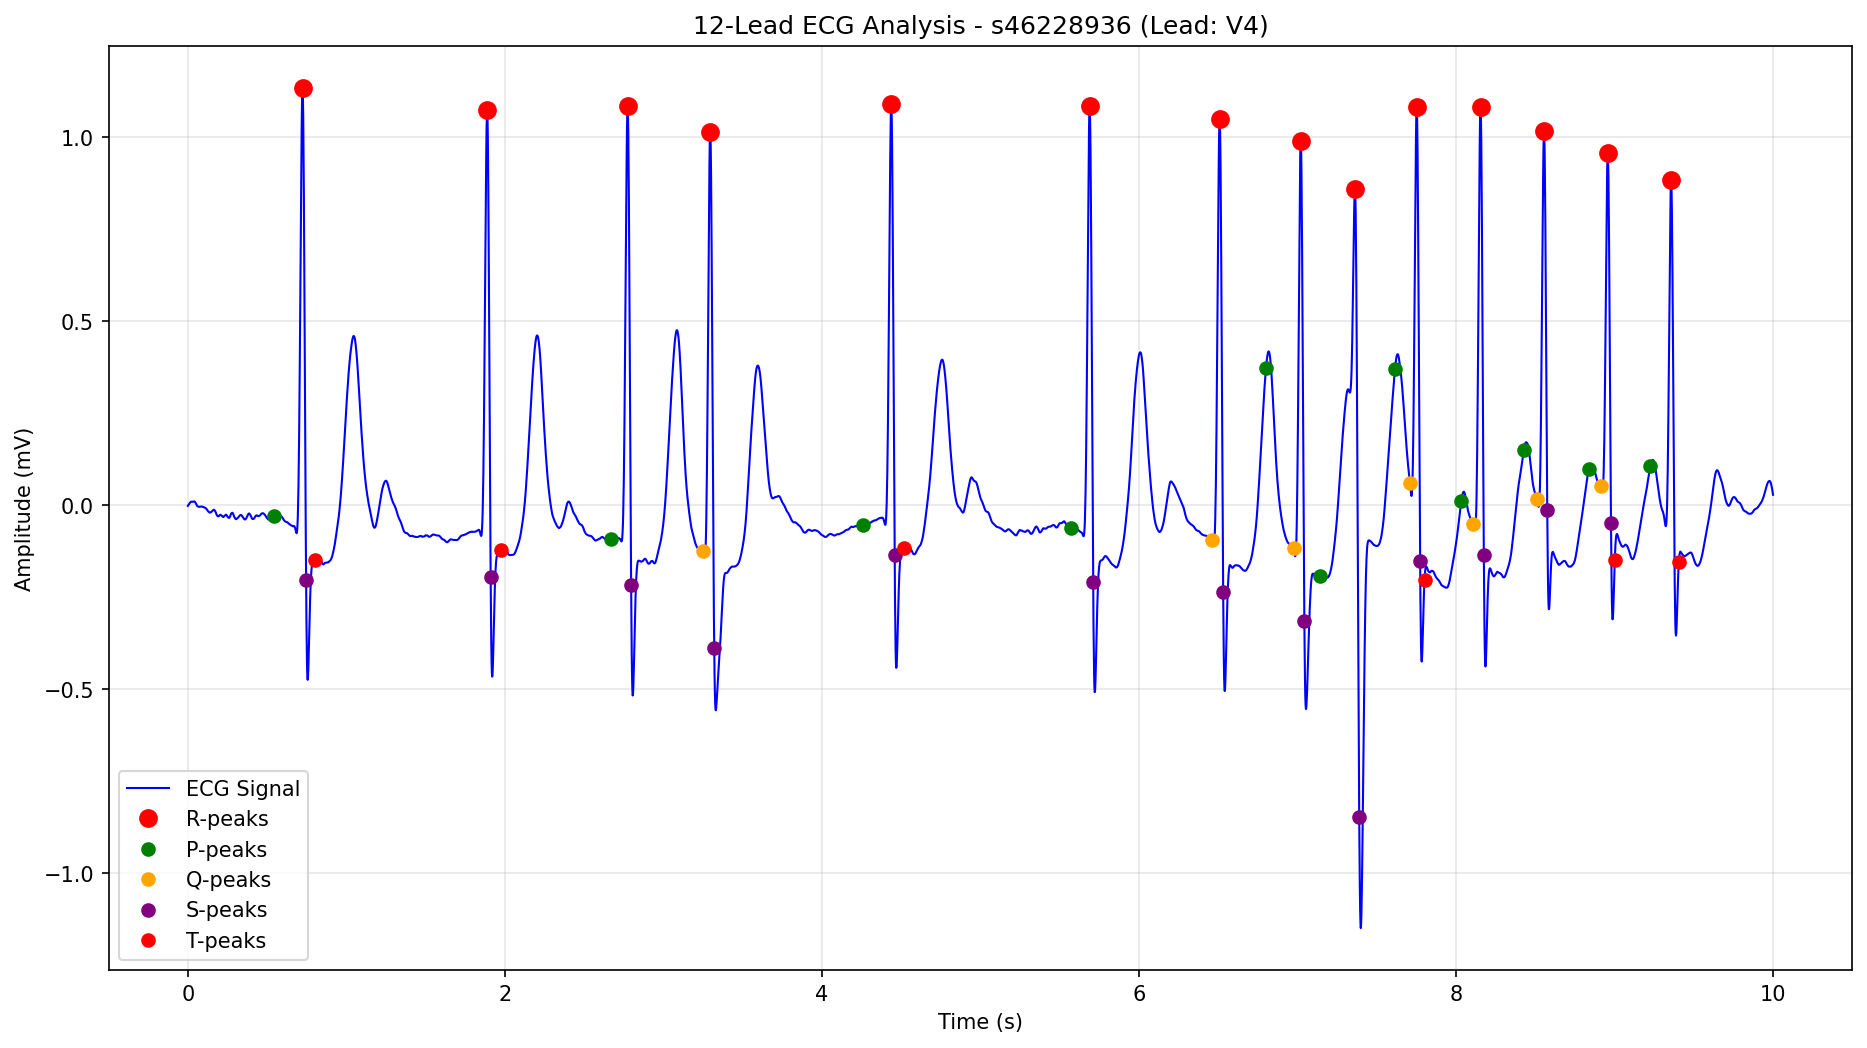 12-Lead ECG Analysis - s46228936 (Lead: V4)
Amplitude (mV)
1.0
0.5
0.0
−0.5
−1.0
ECG Signal
R-peaks
P-peaks
Q-peaks
S-peaks
T-peaks
0 2 4 6 8 10
Time (s)